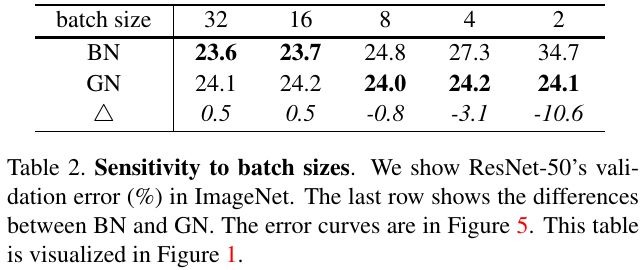 batch size 32 16 8 4 2
BN 23.6 23.7 24.8 27.3 34.7
GN 24.1 24.2 24.0 24.2 24.1
△ 0.5 0.5 -0.8 -3.1 -10.6
Table 2. Sensitivity to batch sizes. We show ResNet-50's vali-
dation error (%) in ImageNet. The last row shows the differences
between BN and GN. The error curves are in Figure 5. This table
is visualized in Figure 1.